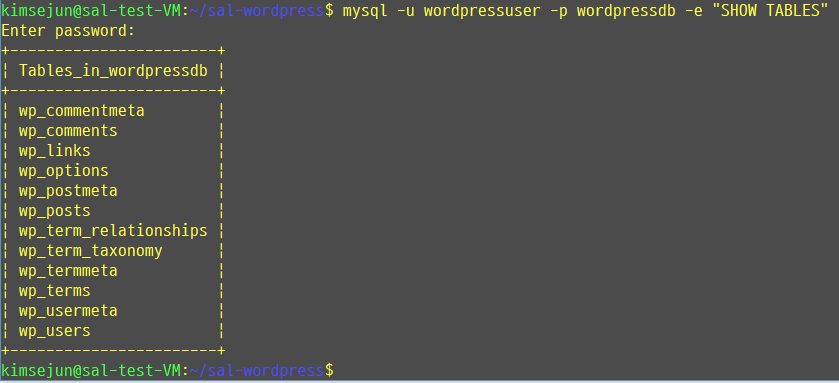 kimsejun@sal-test-VM:~/sal-wordpress$ mysql -u wordpressuser -p wordpressdb -e "SHOW TABLES"
Enter password:
+-----------------------+
| Tables_in_wordpressdb |
+-----------------------+
| wp_commentmeta        |
| wp_comments           |
| wp_links              |
| wp_options            |
| wp_postmeta           |
| wp_posts              |
| wp_term_relationships |
| wp_term_taxonomy      |
| wp_termmeta           |
| wp_terms              |
| wp_usermeta           |
| wp_users              |
+-----------------------+
kimsejun@sal-test-VM:~/sal-wordpress$